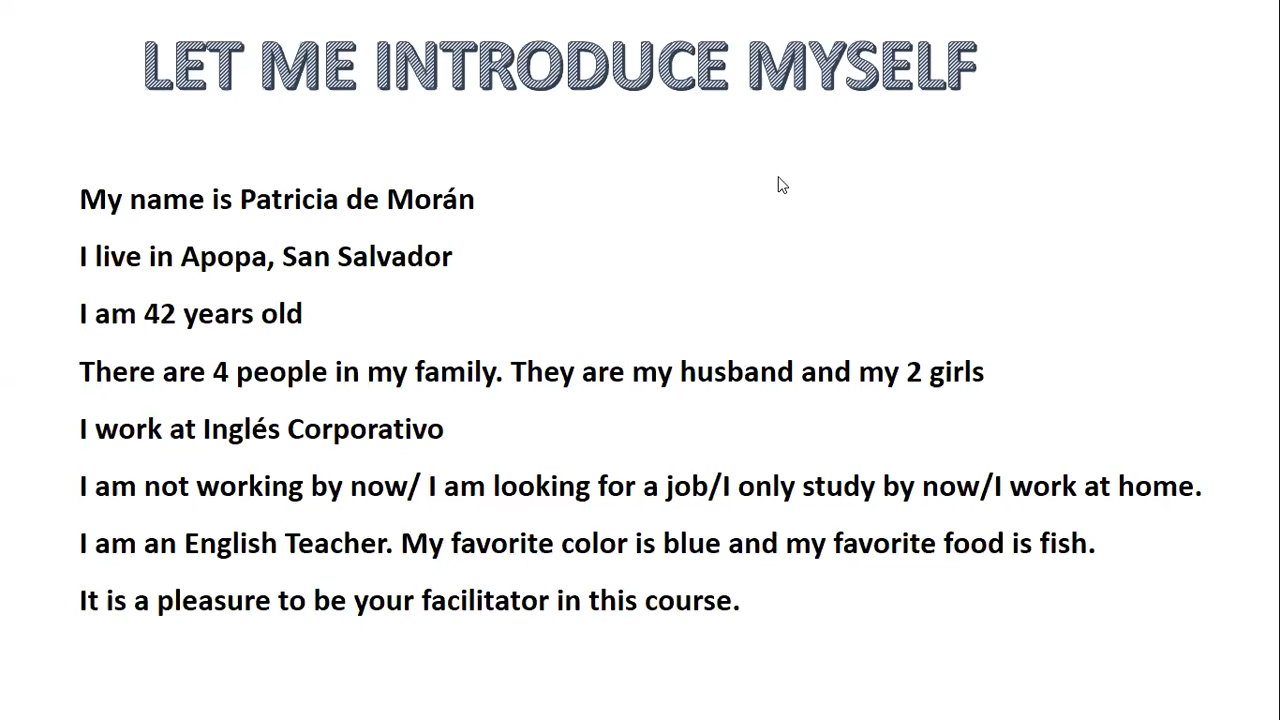 LET ME INTRODUCE MYSELF
My name is Patricia de Morán
I live in Apopa, San Salvador
I am 42 years old
There are 4 people in my family. They are my husband and my 2 girls
I work at Inglés Corporativo
I am not working by now/ I am looking for a job/I only study by now/I work at home.
I am an English Teacher. My favorite color is blue and my favorite food is fish.
It is a pleasure to be your facilitator in this course.